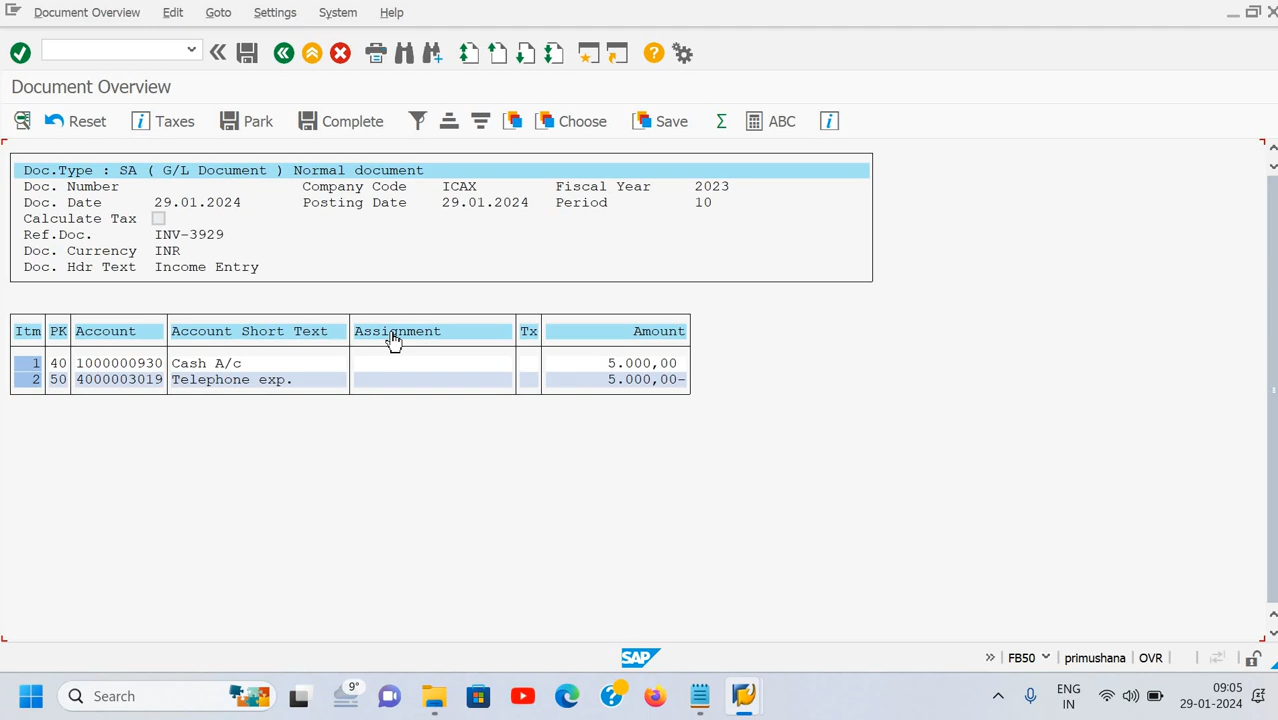 Document Overview Edit Goto Settings System Help
Document Overview
Reset Taxes Park Complete Choose Save Σ ABC
Doc.Type : SA ( G/L Document ) Normal document
Doc. Number Company Code ICAX Fiscal Year 2023
Doc. Date 29.01.2024 Posting Date 29.01.2024 Period 10
Calculate Tax
Ref.Doc. INV-3929
Doc. Currency INR
Doc. Hdr Text Income Entry
Itm PK Account Account Short Text Assignment Tx Amount
1 40 1000000930 Cash A/c 5.000,00
2 50 4000003019 Telephone exp. 5.000,00-
SAP » FB50 primushana OVR
Search 9° ENG 09:05
IN 29-01-2024